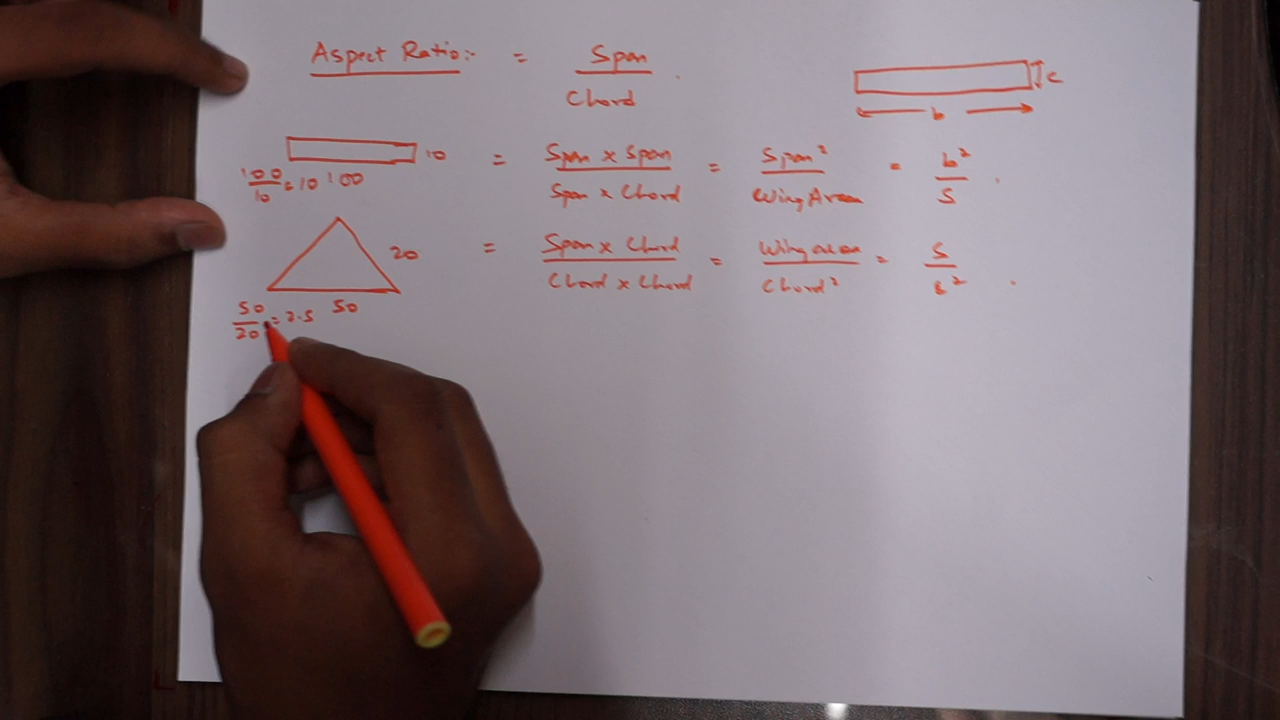 Aspect Ratio:- = Span / Chord .
b
c
10
100
100 / 10 = 10
= Span x Span / Span x Chord = Span² / Wing Area = b² / S .
20
50
50 / 20 = 2.5
= Span x Chord / Chord x Chord = Wing area / Chord² = S / c² .